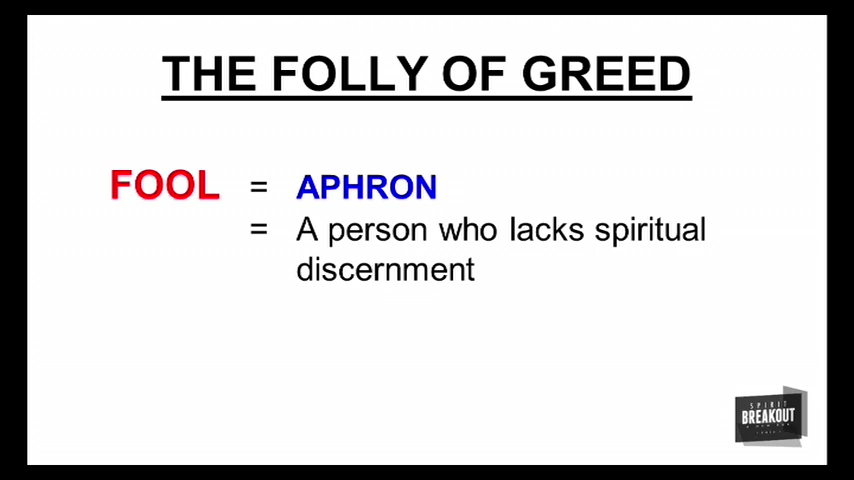 THE FOLLY OF GREED
FOOL = APHRON
= A person who lacks spiritual
discernment
SPIRIT
BREAKOUT